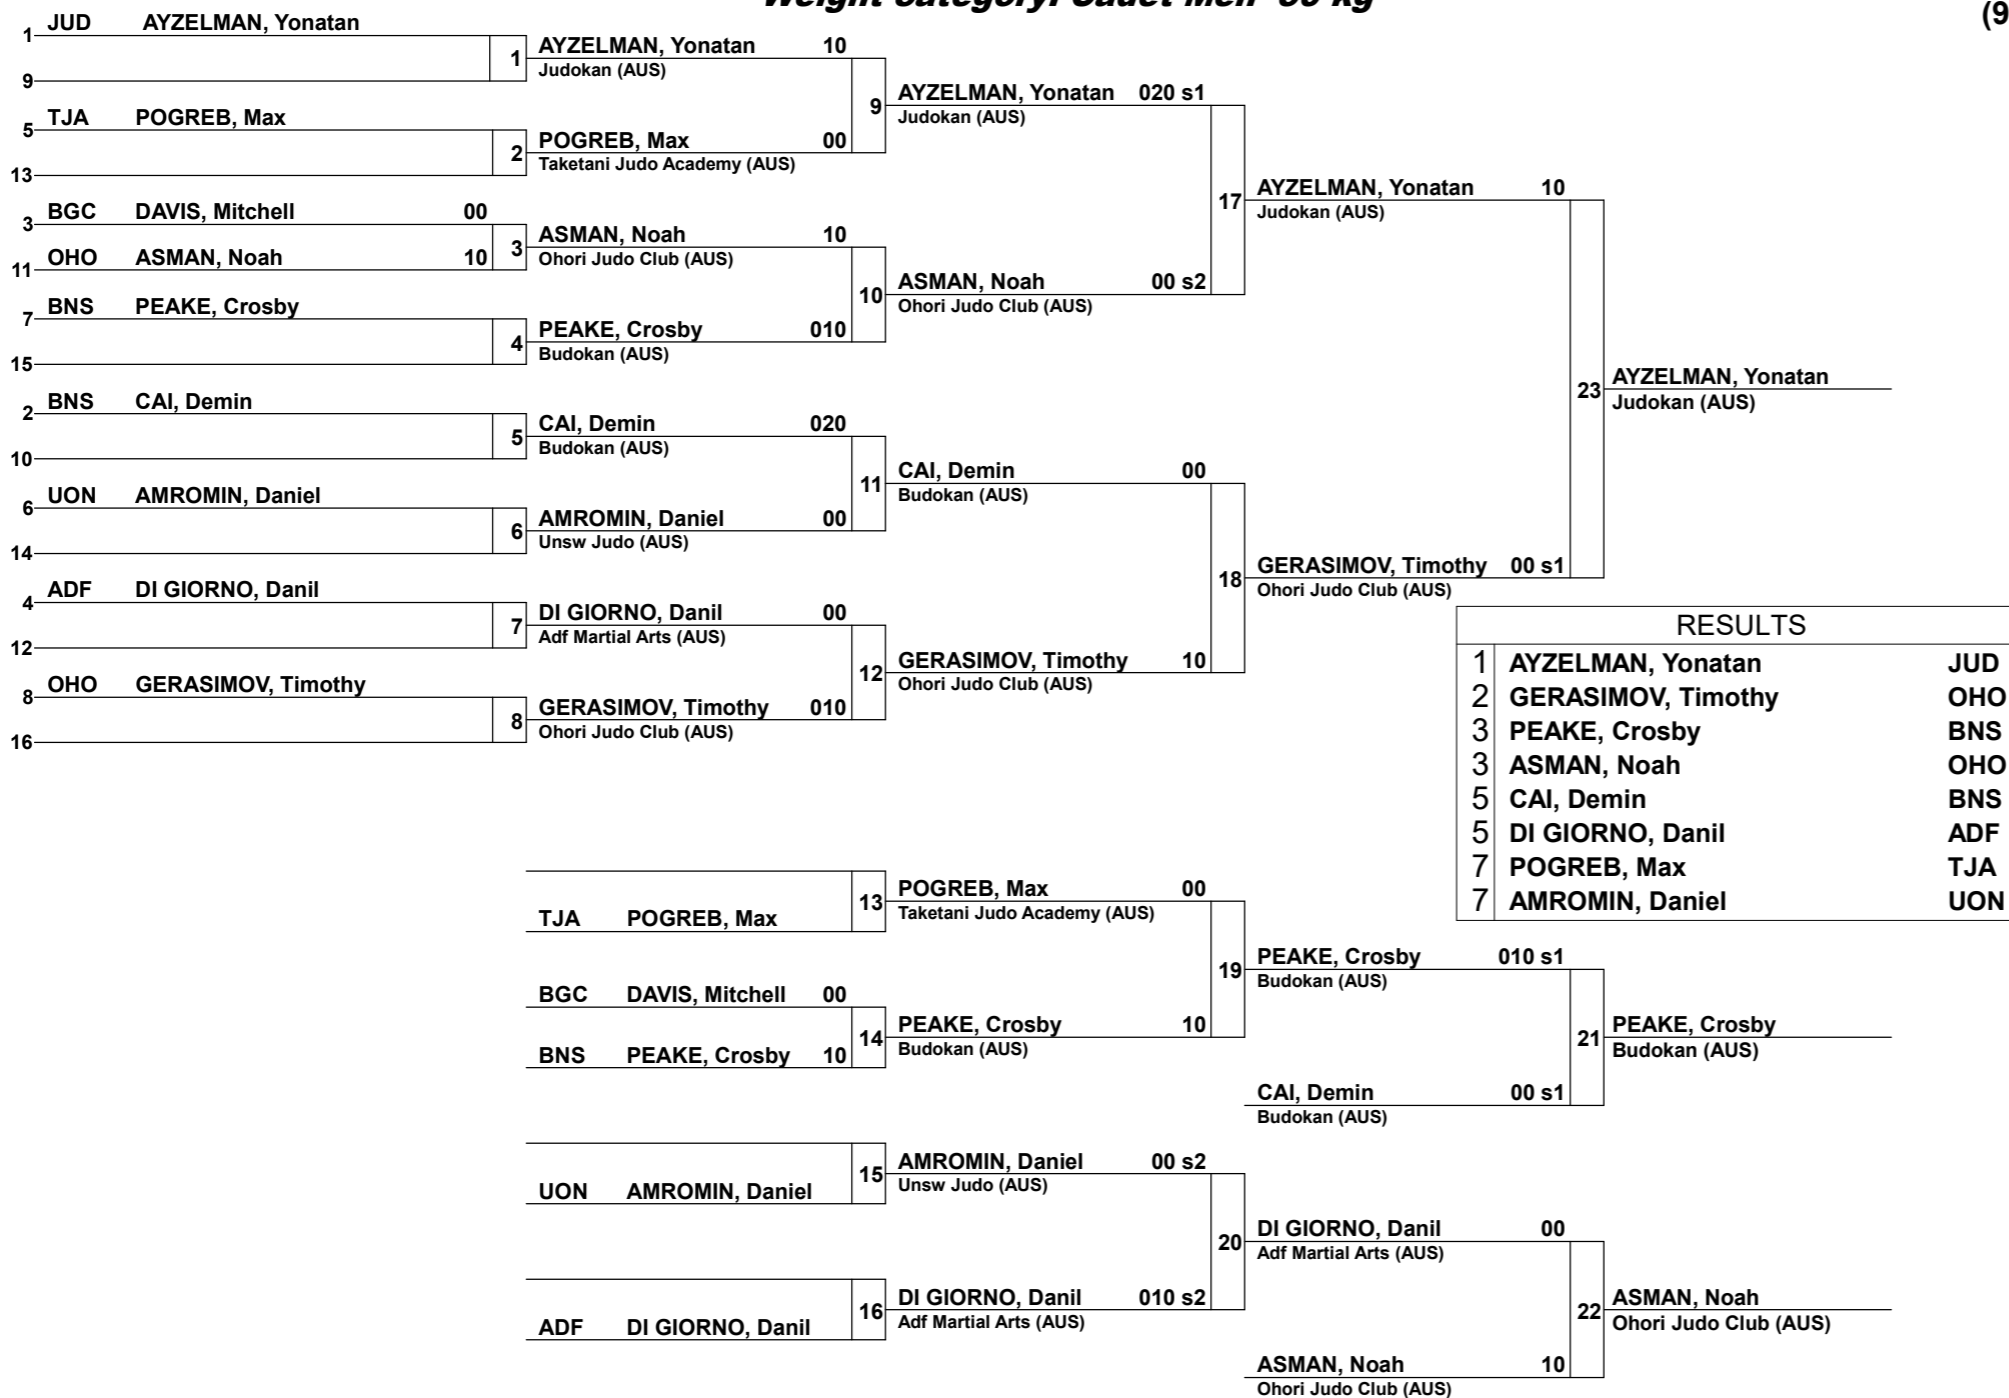 (9
1 JUD AYZELMAN, Yonatan
9
1
AYZELMAN, Yonatan 10
Judokan (AUS)
5 TJA POGREB, Max
13
2
POGREB, Max 00
Taketani Judo Academy (AUS)
3 BGC DAVIS, Mitchell 00
11 OHO ASMAN, Noah 10
3
ASMAN, Noah 10
Ohori Judo Club (AUS)
7 BNS PEAKE, Crosby
15
4
PEAKE, Crosby 010
Budokan (AUS)
2 BNS CAI, Demin
10
5
CAI, Demin 020
Budokan (AUS)
6 UON AMROMIN, Daniel
14
6
AMROMIN, Daniel 00
Unsw Judo (AUS)
4 ADF DI GIORNO, Danil
12
7
DI GIORNO, Danil 00
Adf Martial Arts (AUS)
8 OHO GERASIMOV, Timothy
16
8
GERASIMOV, Timothy 010
Ohori Judo Club (AUS)
9
AYZELMAN, Yonatan 020 s1
Judokan (AUS)
10
ASMAN, Noah 00 s2
Ohori Judo Club (AUS)
11
CAI, Demin 00
Budokan (AUS)
12
GERASIMOV, Timothy 10
Ohori Judo Club (AUS)
17
AYZELMAN, Yonatan 10
Judokan (AUS)
18
GERASIMOV, Timothy 00 s1
Ohori Judo Club (AUS)
23
AYZELMAN, Yonatan
Judokan (AUS)
RESULTS
1 AYZELMAN, Yonatan JUD
2 GERASIMOV, Timothy OHO
3 PEAKE, Crosby BNS
3 ASMAN, Noah OHO
5 CAI, Demin BNS
5 DI GIORNO, Danil ADF
7 POGREB, Max TJA
7 AMROMIN, Daniel UON
TJA POGREB, Max
13
POGREB, Max 00
Taketani Judo Academy (AUS)
BGC DAVIS, Mitchell 00
BNS PEAKE, Crosby 10
14
PEAKE, Crosby 10
Budokan (AUS)
UON AMROMIN, Daniel
15
AMROMIN, Daniel 00 s2
Unsw Judo (AUS)
ADF DI GIORNO, Danil
16
DI GIORNO, Danil 010 s2
Adf Martial Arts (AUS)
19
PEAKE, Crosby 010 s1
Budokan (AUS)
CAI, Demin 00 s1
Budokan (AUS)
21
PEAKE, Crosby
Budokan (AUS)
20
DI GIORNO, Danil 00
Adf Martial Arts (AUS)
ASMAN, Noah 10
Ohori Judo Club (AUS)
22
ASMAN, Noah
Ohori Judo Club (AUS)